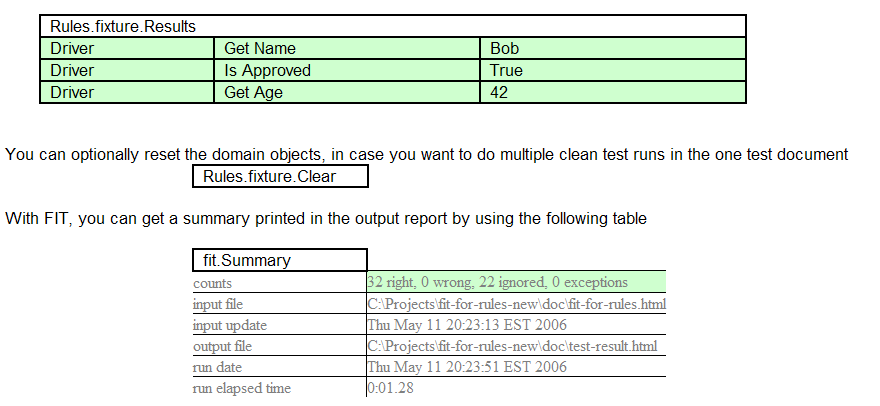 Rules.fixture.Results
Driver Get Name Bob
Driver Is Approved True
Driver Get Age 42
You can optionally reset the domain objects, in case you want to do multiple clean test runs in the one test document
Rules.fixture.Clear
With FIT, you can get a summary printed in the output report by using the following table
fit.Summary
counts 32 right, 0 wrong, 22 ignored, 0 exceptions
input file C:\Projects\fit-for-rules-new\doc\fit-for-rules.html
input update Thu May 11 20:23:13 EST 2006
output file C:\Projects\fit-for-rules-new\doc\test-result.html
run date Thu May 11 20:23:51 EST 2006
run elapsed time 0:01.28